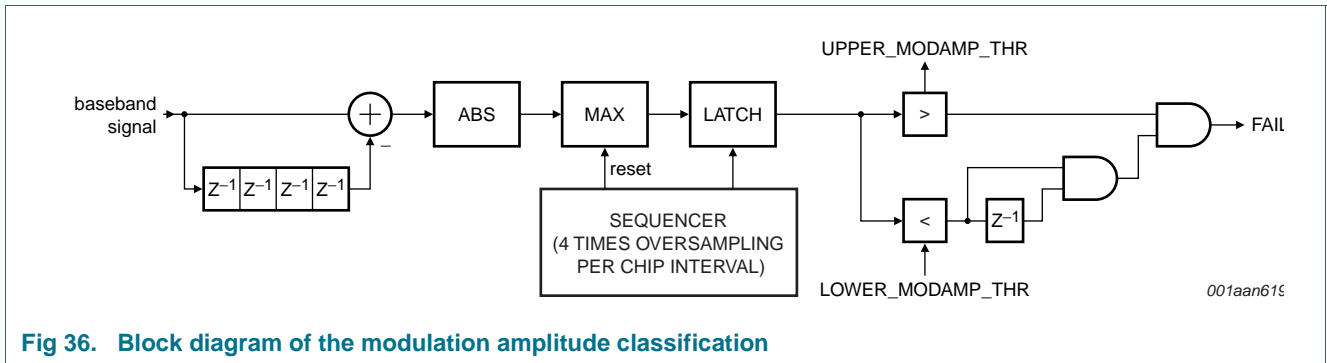 UPPER_MODAMP_THR
baseband
signal
+
−
ABS
MAX
LATCH
>
FAIL
reset
Z−1 Z−1 Z−1 Z−1
SEQUENCER
(4 TIMES OVERSAMPLING
PER CHIP INTERVAL)
<
Z−1
LOWER_MODAMP_THR
001aan619
Fig 36. Block diagram of the modulation amplitude classification